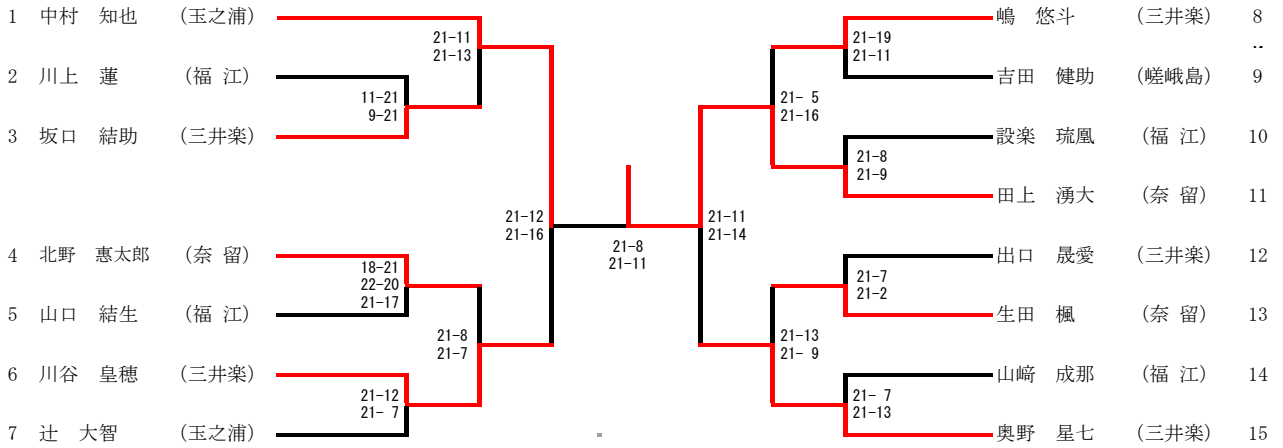 1 中村 知也 (玉之浦)
2 川上 蓮 (福 江)
3 坂口 結助 (三井楽)
4 北野 惠太郎 (奈 留)
5 山口 結生 (福 江)
6 川谷 皇穂 (三井楽)
7 辻 大智 (玉之浦)
21-11
21-13
11-21
9-21
18-21
22-20
21-17
21-8
21-7
21-12
21- 7
21-12
21-16
21-8
21-11
21-11
21-14
21- 5
21-16
21-13
21- 9
21-19
21-11
21-8
21-9
21-7
21-2
21- 7
21-13
嶋 悠斗 (三井楽) 8
吉田 健助 (嵯峨島) 9
設楽 琉凰 (福 江) 10
田上 湧大 (奈 留) 11
出口 晟愛 (三井楽) 12
生田 楓 (奈 留) 13
山﨑 成那 (福 江) 14
奥野 星七 (三井楽) 15